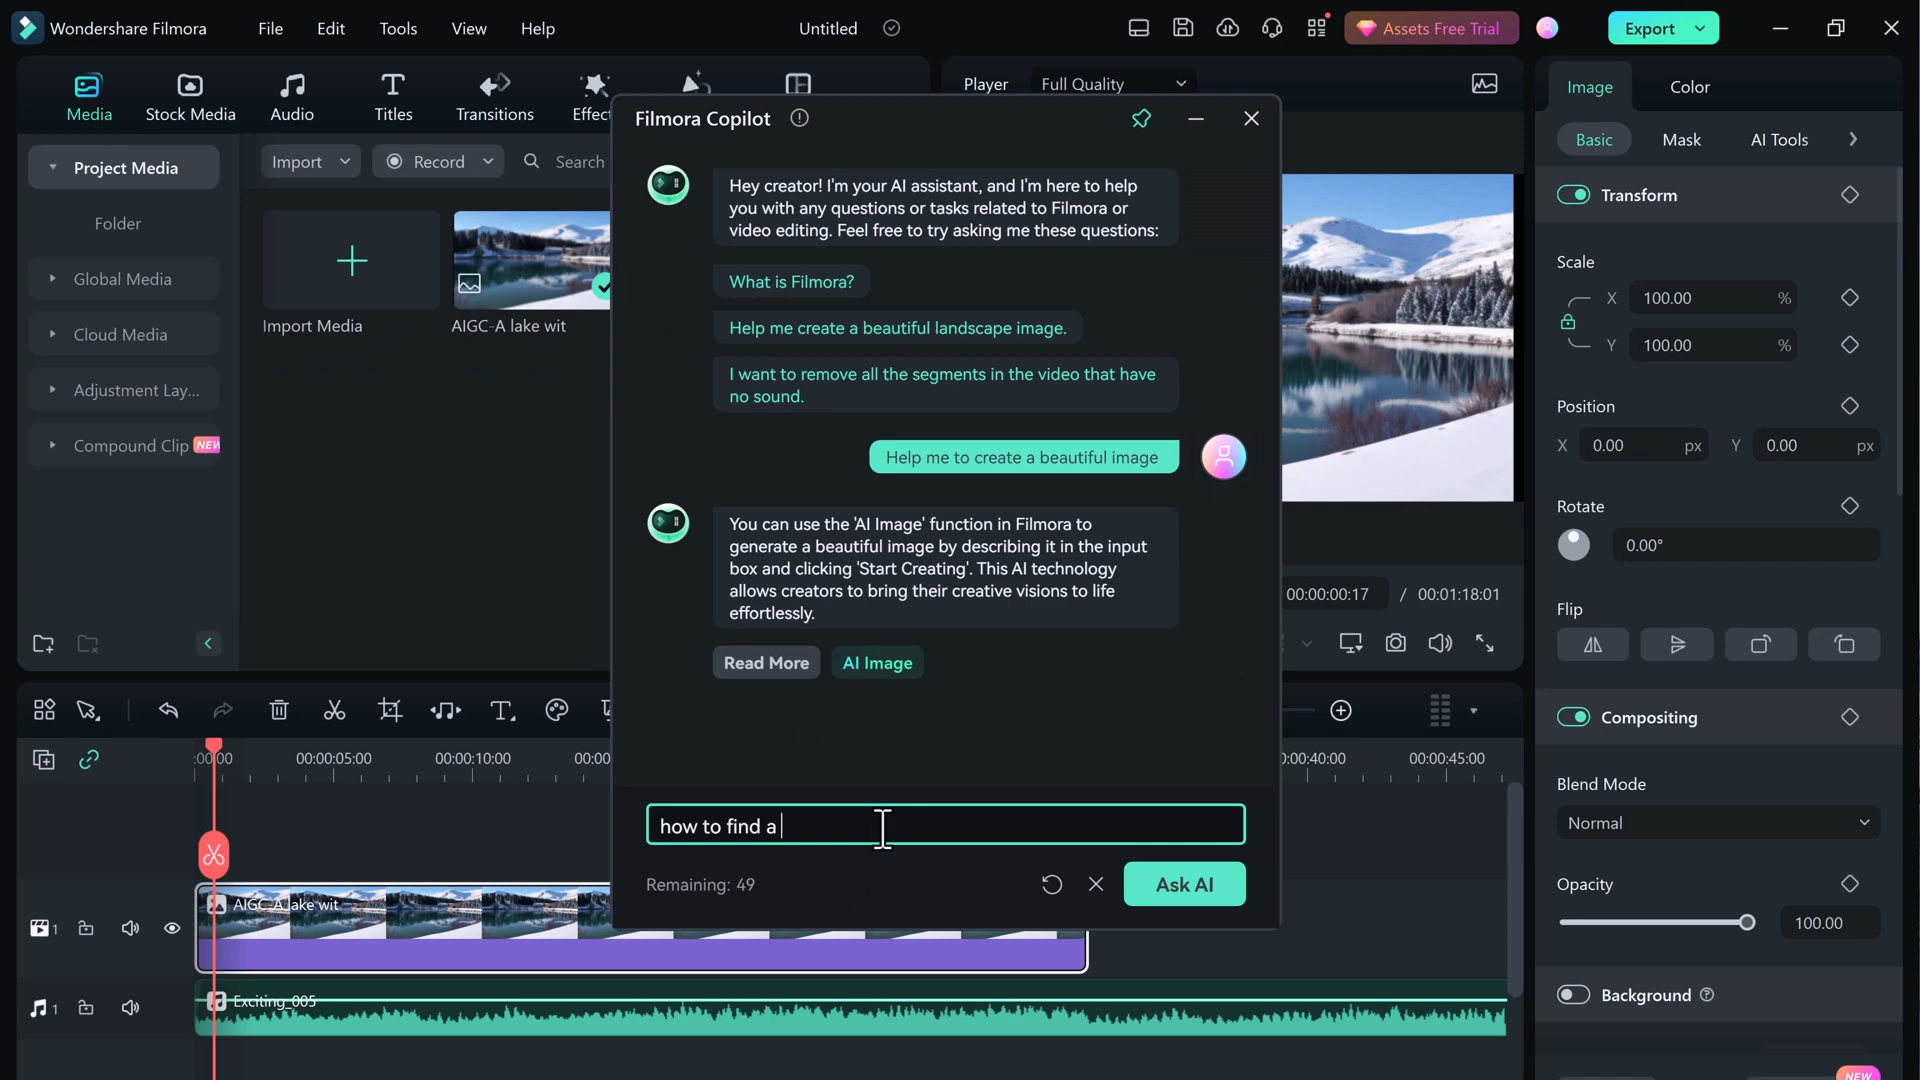 Wondershare Filmora
File
Edit
Tools
View
Help
Untitled
Assets Free Trial
Export
Media
Stock Media
Audio
Titles
Transitions
Effect
Player
Full Quality
Image
Color
Basic
Mask
AI Tools
Project Media
Folder
Global Media
Cloud Media
Adjustment Lay...
Compound Clip
NEW
Import
Record
Search
Import Media
AIGC-A lake wit
Filmora Copilot
Hey creator! I'm your AI assistant, and I'm here to help
you with any questions or tasks related to Filmora or
video editing. Feel free to try asking me these questions:
What is Filmora?
Help me create a beautiful landscape image.
I want to remove all the segments in the video that have
no sound.
Help me to create a beautiful image
You can use the 'AI Image' function in Filmora to
generate a beautiful image by describing it in the input
box and clicking 'Start Creating'. This AI technology
allows creators to bring their creative visions to life
effortlessly.
Read More
AI Image
how to find a
Remaining: 49
Ask AI
00:00:00:17 / 00:01:18:01
Transform
Scale
X 100.00 %
Y 100.00 %
Position
X 0.00 px Y 0.00 px
Rotate
0.00°
Flip
Compositing
Blend Mode
Normal
Opacity
100.00
Background
NEW
:00:00
00:00:05:00
00:00:10:00
00:00
0:00:40:00
00:00:45:00
AIGC-A lake wit
1
Exciting_005
1